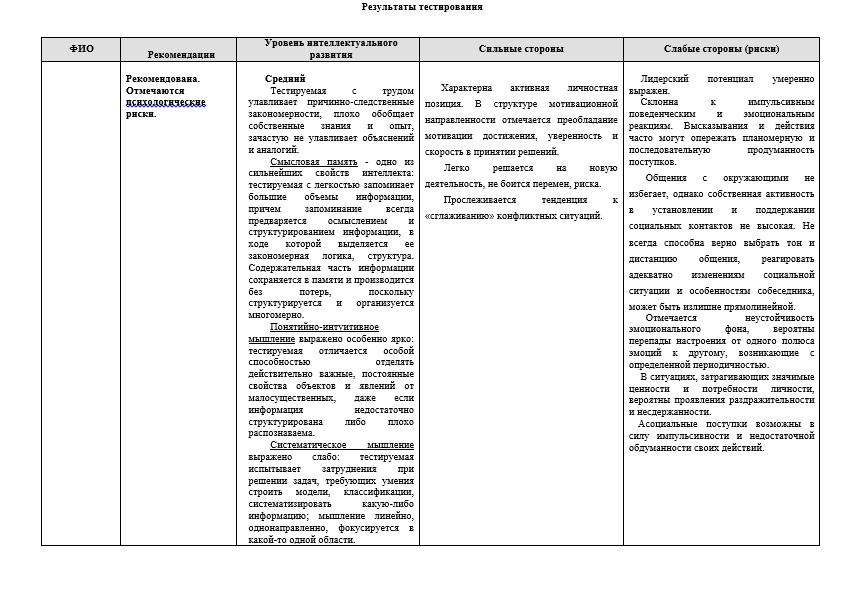 Результаты тестирования
ФИО
Рекомендации
Уровень интеллектуального
развития
Сильные стороны
Слабые стороны (риски)
Рекомендована.
Отмечаются
психологические
риски.
Средний
Тестируемая с трудом
улавливает причинно-следственные
закономерности, плохо обобщает
собственные знания и опыт,
зачастую не улавливает объяснений
и аналогий.
Смысловая память - одно из
сильнейших свойств интеллекта:
тестируемая с легкостью запоминает
большие объемы информации,
причем запоминание всегда
предваряется осмыслением и
структурированием информации, в
ходе которой выделяется ее
закономерная логика, структура.
Содержательная часть информации
сохраняется в памяти и производится
без потерь, поскольку
структурируется и организуется
многомерно.
Понятийно-интуитивное
мышление выражено особенно ярко:
тестируемая отличается особой
способностью отделять
действительно важные, постоянные
свойства объектов и явлений от
малосущественных, даже если
информация недостаточно
структурирована либо плохо
распознаваема.
Систематическое мышление
выражено слабо: тестируемая
испытывает затруднения при
решении задач, требующих умения
строить модели, классификации,
систематизировать какую-либо
информацию; мышление линейно,
однонаправленно, фокусируется в
какой-то одной области.
Характерна активная личностная
позиция. В структуре мотивационной
направленности отмечается преобладание
мотивации достижения, уверенность и
скорость в принятии решений.
Легко решается на новую
деятельность, не боится перемен, риска.
Прослеживается тенденция к
«сглаживанию» конфликтных ситуаций.
Лидерский потенциал умеренно
выражен.
Склонна к импульсивным
поведенческим и эмоциональным
реакциям. Высказывания и действия
часто могут опережать планомерную и
последовательную продуманность
поступков.
Общения с окружающими не
избегает, однако собственная активность
в установлении и поддержании
социальных контактов не высокая. Не
всегда способна верно выбрать тон и
дистанцию общения, реагировать
адекватно изменениям социальной
ситуации и особенностям собеседника,
может быть излишне прямолинейной.
Отмечается неустойчивость
эмоционального фона, вероятны
перепады настроения от одного полюса
эмоций к другому, возникающие с
определенной периодичностью.
В ситуациях, затрагивающих значимые
ценности и потребности личности,
вероятны проявления раздражительности
и несдержанности.
Асоциальные поступки возможны в
силу импульсивности и недостаточной
обдуманности своих действий.